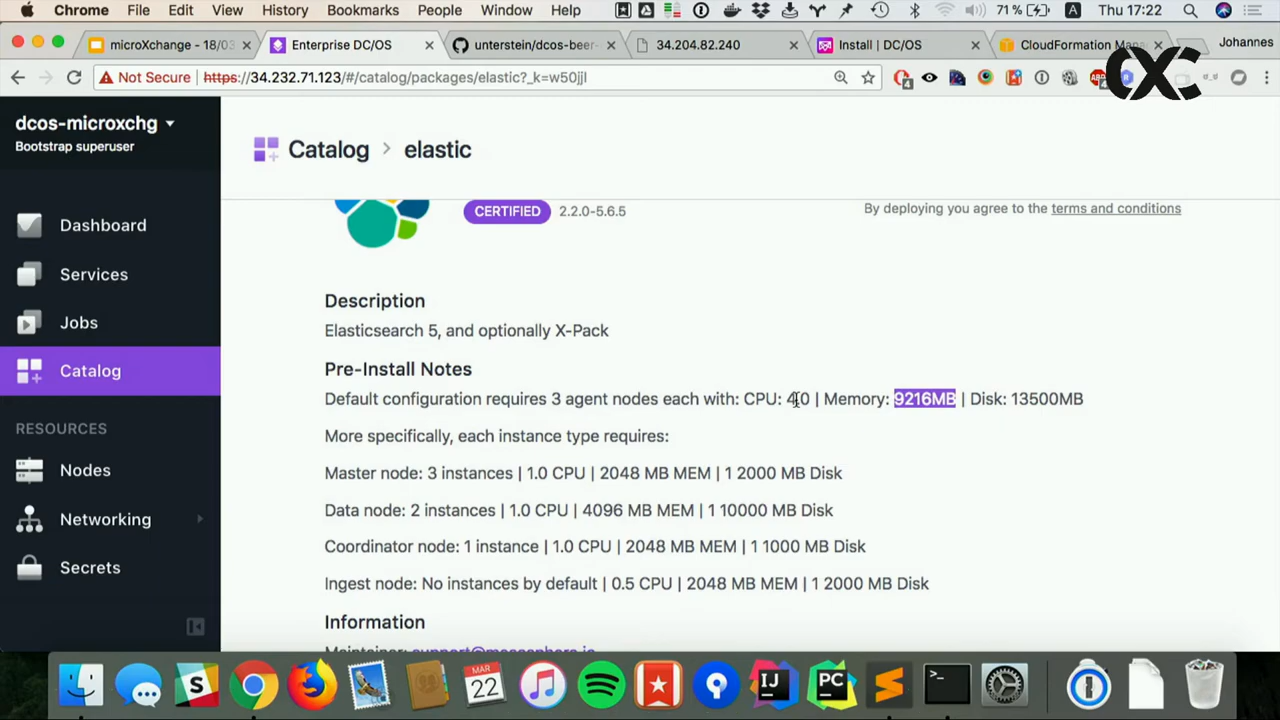 Chrome File Edit View History Bookmarks People Window Help 71 % A Thu 17:22
microXchange - 18/03 Enterprise DC/OS unterstein/dcos-beer- 34.204.82.240 Install | DC/OS CloudFormation Man Johannes
Not Secure https://34.232.71.123/#/catalog/packages/elastic?_k=w50jjl
dcos-microxchg
Bootstrap superuser
Catalog > elastic
CERTIFIED 2.2.0-5.6.5
By deploying you agree to the terms and conditions
Dashboard
Services
Jobs
Catalog
RESOURCES
Nodes
Networking
Secrets
Description
Elasticsearch 5, and optionally X-Pack
Pre-Install Notes
Default configuration requires 3 agent nodes each with: CPU: 4.0 | Memory: 9216MB | Disk: 13500MB
More specifically, each instance type requires:
Master node: 3 instances | 1.0 CPU | 2048 MB MEM | 1 2000 MB Disk
Data node: 2 instances | 1.0 CPU | 4096 MB MEM | 1 10000 MB Disk
Coordinator node: 1 instance | 1.0 CPU | 2048 MB MEM | 1 1000 MB Disk
Ingest node: No instances by default | 0.5 CPU | 2048 MB MEM | 1 2000 MB Disk
Information
Maintainer: support@mesosphere.io
MAR
22
IJ
PC